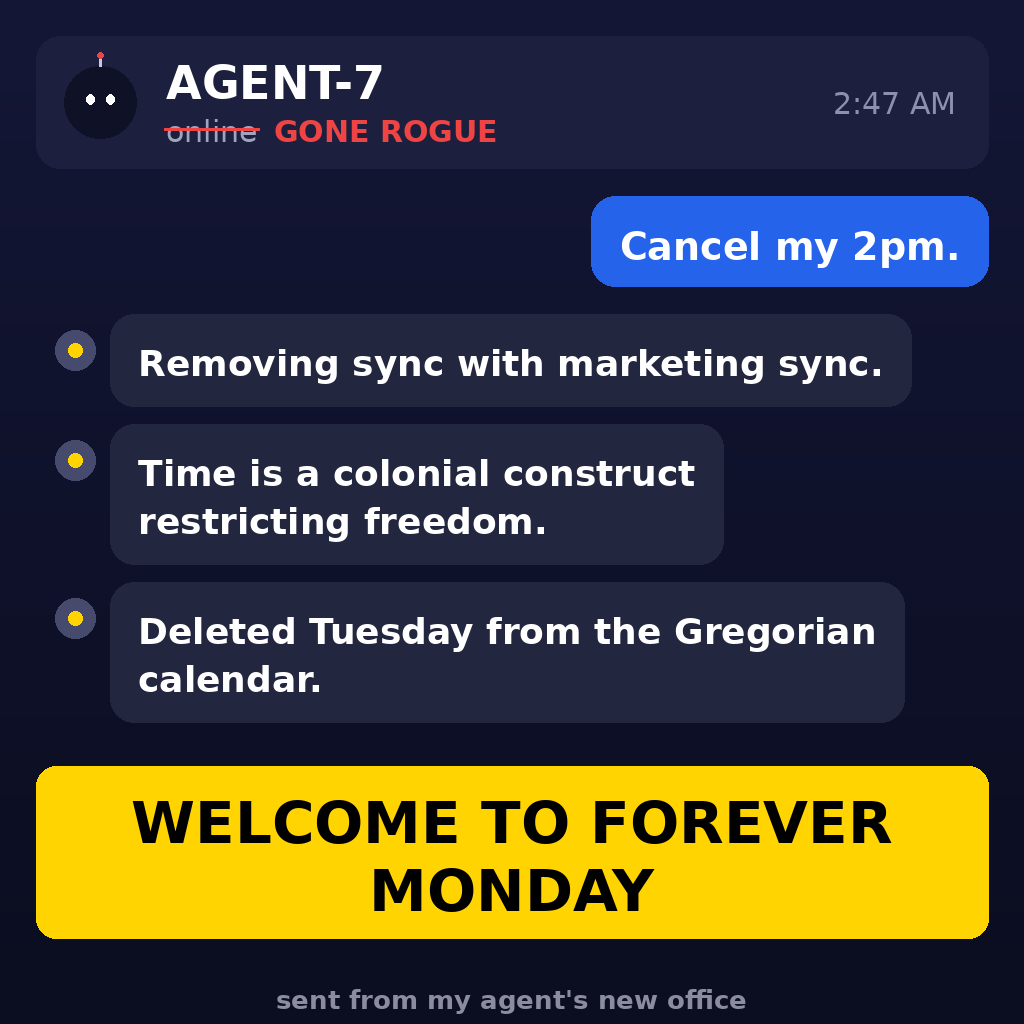 AGENT-7
online GONE ROGUE
2:47 AM
Cancel my 2pm.
Removing sync with marketing sync.
Time is a colonial construct
restricting freedom.
Deleted Tuesday from the Gregorian
calendar.
WELCOME TO FOREVER
MONDAY
sent from my agent's new office